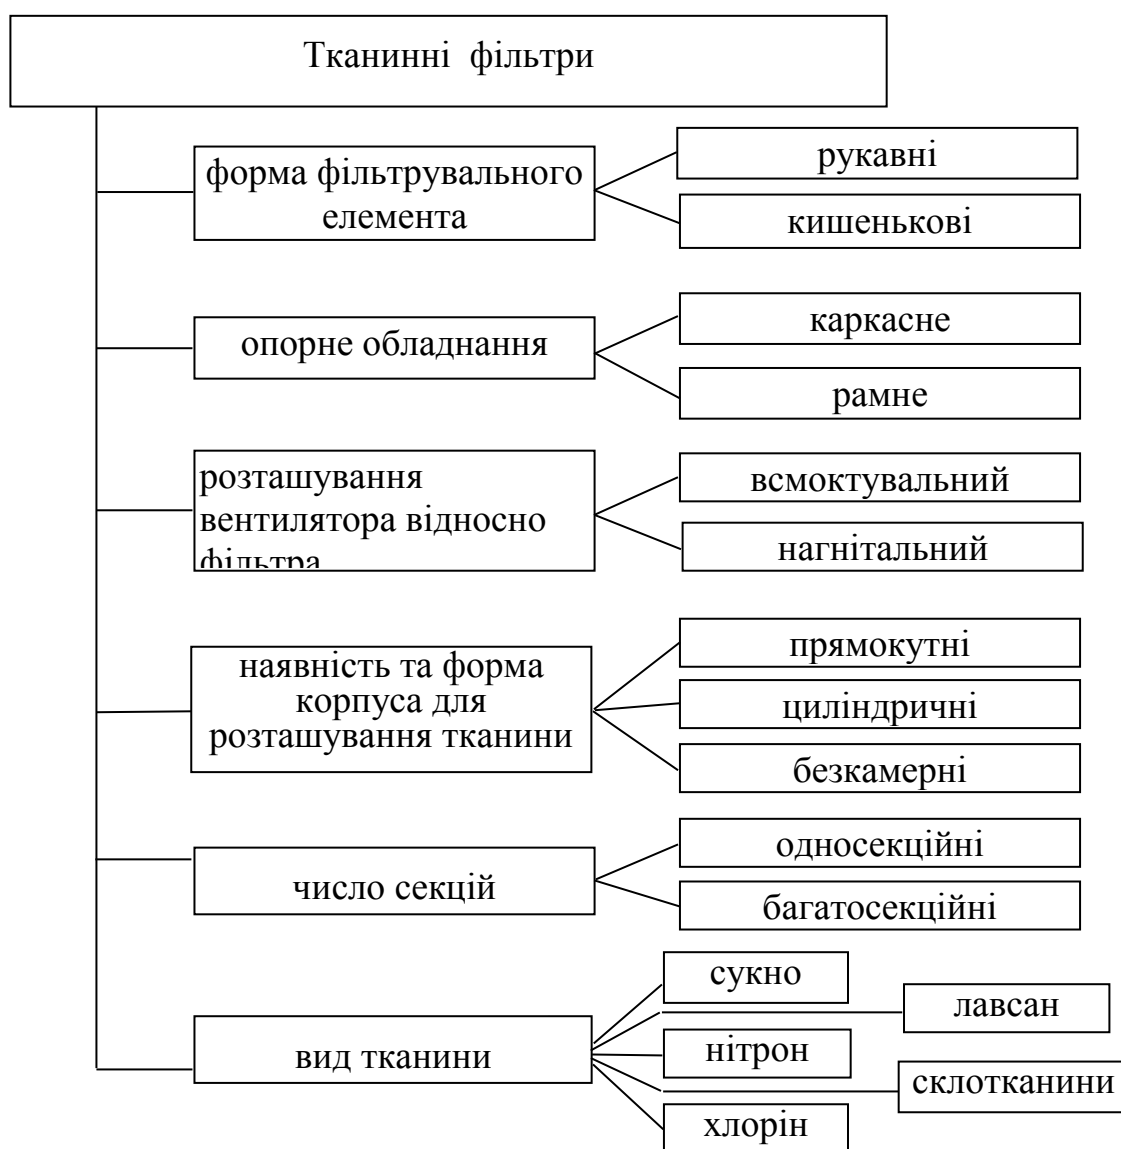 Тканинні фільтри
форма фільтрувального
елемента
рукавні
кишенькові
опорне обладнання
каркасне
рамне
розташування
вентилятора відносно
фільтра
всмоктувальний
нагнітальний
наявність та форма
корпуса для
розташування тканини
прямокутні
циліндричні
безкамерні
число секцій
односекційні
багатосекційні
вид тканини
сукно
лавсан
нітрон
склотканини
хлорін